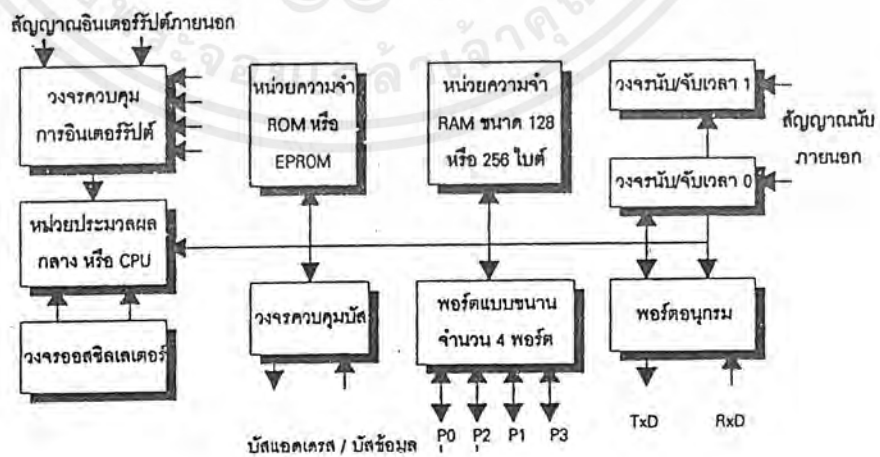 สัญญาณอินเตอร์รัปต์ภายนอก
วงจรควบคุม
การอินเตอร์รัปต์
หน่วยความจำ
ROM หรือ
EPROM
หน่วยความจำ
RAM ขนาด 128
หรือ 256 ไบต์
วงจรนับ/จับเวลา 1
สัญญาณนับ
ภายนอก
วงจรนับ/จับเวลา 0
หน่วยประมวลผล
กลาง หรือ CPU
วงจรออสซิลเลเตอร์
วงจรควบคุมบัส
พอร์ตแบบขนาน
จำนวน 4 พอร์ต
พอร์ตอนุกรม
บัสแอดเดรส / บัสข้อมูล
P0 P2 P1 P3
TxD RxD